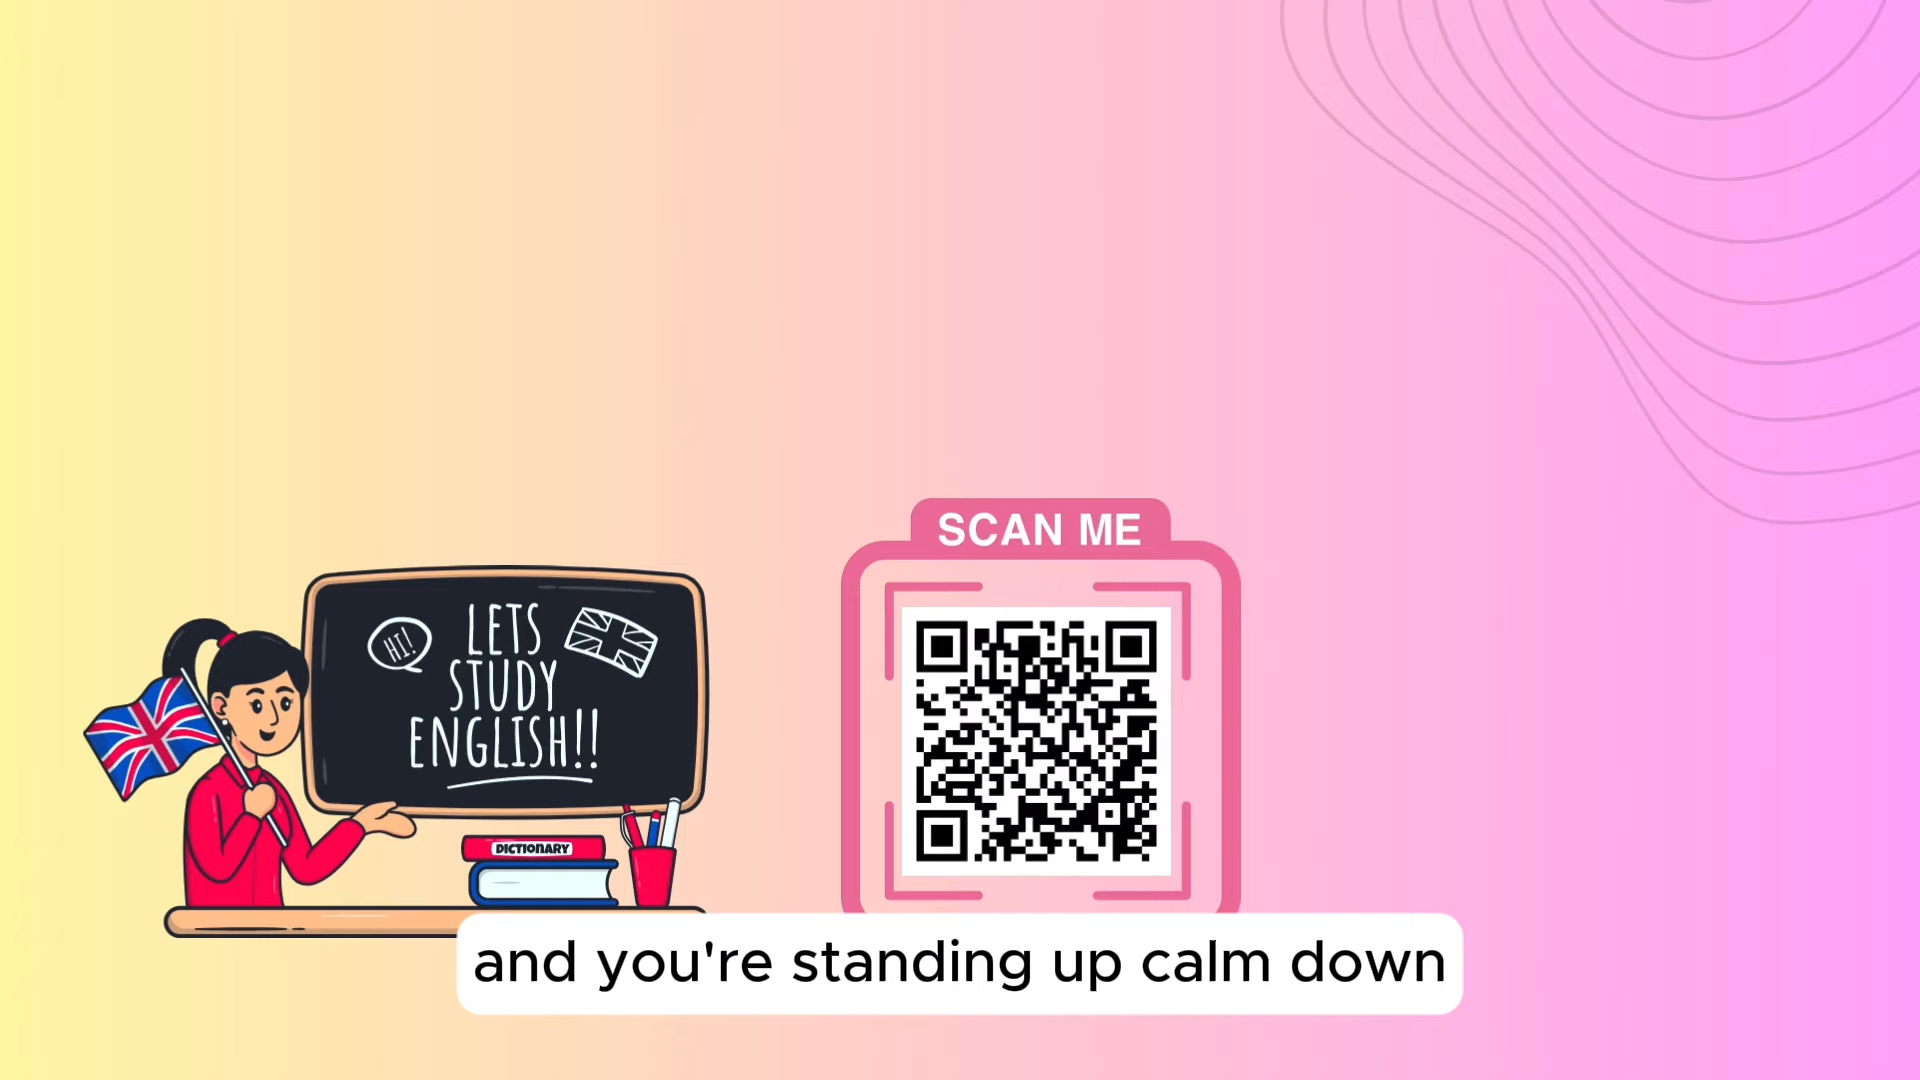 SCAN ME
HI!
LETS
STUDY
ENGLISH!!
DICTIONARY
and you're standing up calm down